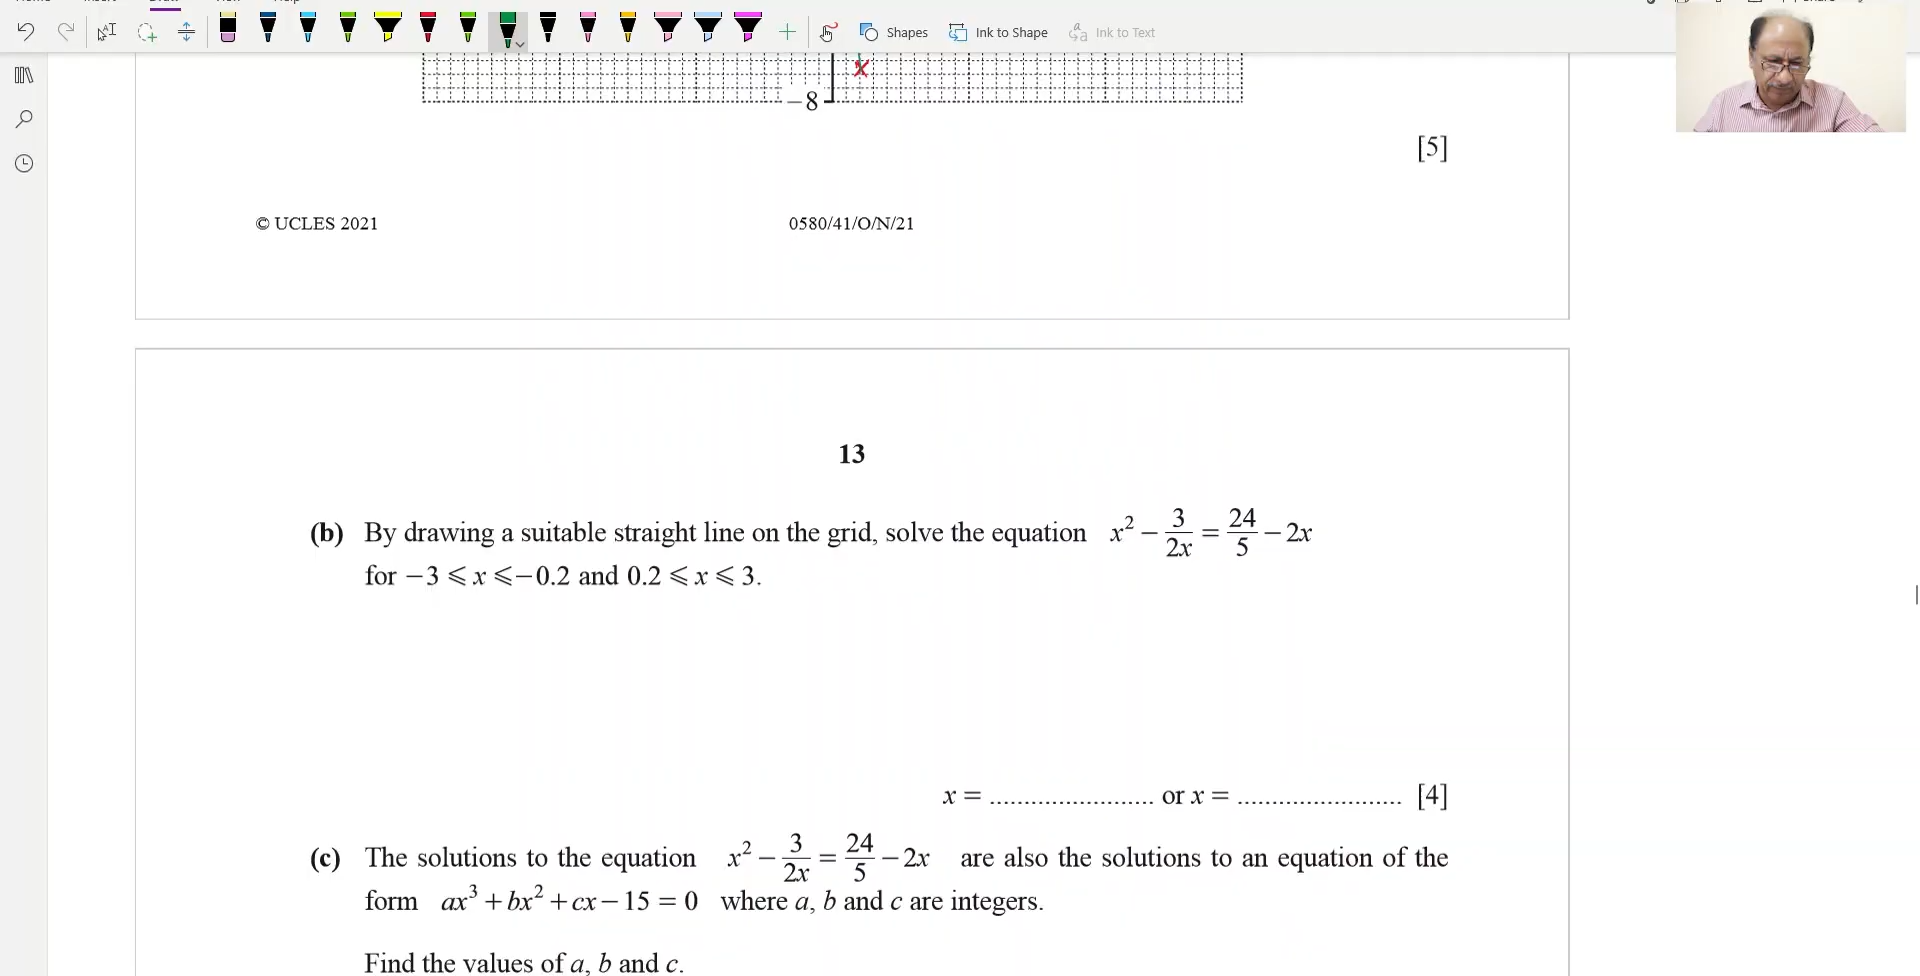 Shapes
Ink to Shape
Ink to Text
−8
[5]
© UCLES 2021
0580/41/O/N/21
13
(b) By drawing a suitable straight line on the grid, solve the equation x² − 3/2x = 24/5 − 2x
for −3 ⩽ x ⩽ −0.2 and 0.2 ⩽ x ⩽ 3.
x = ........................ or x = ........................ [4]
(c) The solutions to the equation x² − 3/2x = 24/5 − 2x are also the solutions to an equation of the
form ax³ + bx² + cx − 15 = 0 where a, b and c are integers.
Find the values of a, b and c.